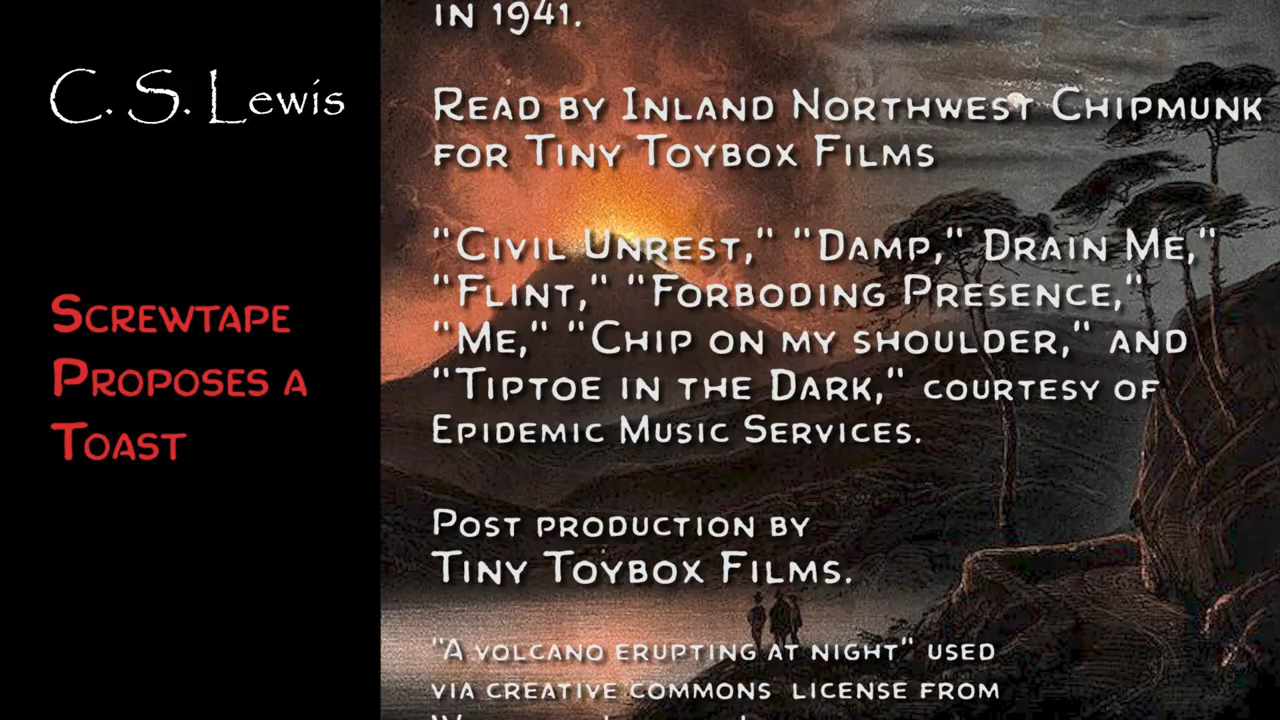 C. S. Lewis
Screwtape
Proposes a
Toast
in 1941.
Read by Inland Northwest Chipmunk
for Tiny Toybox Films
"Civil Unrest," "Damp," Drain Me,"
"Flint," "Forboding Presence,"
"Me," "Chip on my shoulder," and
"Tiptoe in the Dark," courtesy of
Epidemic Music Services.
Post production by
Tiny Toybox Films.
"A volcano erupting at night" used
via creative commons license from